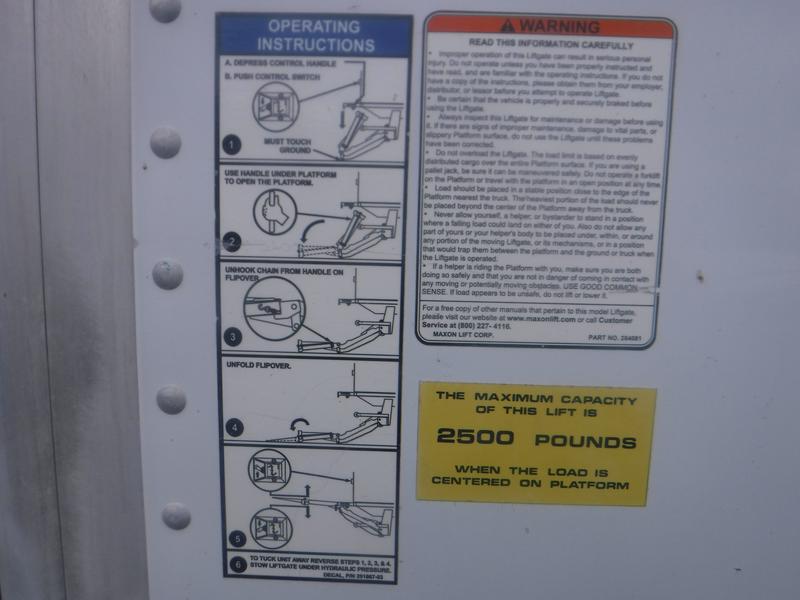 OPERATING
INSTRUCTIONS
A. DEPRESS CONTROL HANDLE
B. PUSH CONTROL SWITCH
MUST TOUCH
GROUND
1
USE HANDLE UNDER PLATFORM
TO OPEN THE PLATFORM.
2
UNHOOK CHAIN FROM HANDLE ON
FLIPOVER
3
UNFOLD FLIPOVER.
4
5
6
TO TUCK UNIT AWAY REVERSE STEPS 1, 2, 3, & 4.
STOW LIFTGATE UNDER HYDRAULIC PRESSURE.
DECAL, P/N 251867-03
WARNING
READ THIS INFORMATION CAREFULLY
• Improper operation of this Liftgate can result in serious personal
injury. Do not operate unless you have been properly instructed and
have read, and are familiar with the operating instructions. If you do not
have a copy of the instructions, please obtain them from your employer,
distributor, or lessor before you attempt to operate Liftgate.
• Be certain that the vehicle is properly and securely braked before
using the Liftgate.
• Always inspect this Liftgate for maintenance or damage before using
it. If there are signs of improper maintenance, damage to vital parts, or
slippery Platform surface, do not use the Liftgate until these problems
have been corrected.
• Do not overload the Liftgate. The load limit is based on evenly
distributed cargo over the entire Platform surface. If you are using a
pallet jack, be sure it can be maneuvered safely. Do not operate a forklift
on the Platform or travel with the platform in an open position at any time.
• Load should be placed in a stable position close to the edge of the
Platform nearest the truck. The heaviest portion of the load should never
be placed beyond the center of the Platform away from the truck.
• Never allow yourself, a helper, or bystander to stand in a position
where a falling load could land on either of you. Also do not allow any
part of yours or your helper's body to be placed under, within, or around
any portion of the moving Liftgate, or its mechanisms, or in a position
that would trap them between the platform and the ground or truck when
the Liftgate is operated.
• If a helper is riding the Platform with you, make sure you are both
doing so safely and that you are not in danger of coming in contact with
any moving or potentially moving obstacles. USE GOOD COMMON
SENSE. If load appears to be unsafe, do not lift or lower it.
For a free copy of other manuals that pertain to this model Liftgate,
please visit our website at www.maxonlift.com or call Customer
Service at (800) 227- 4116.
MAXON LIFT CORP. PART NO. 264081
THE MAXIMUM CAPACITY
OF THIS LIFT IS
2500 POUNDS
WHEN THE LOAD IS
CENTERED ON PLATFORM